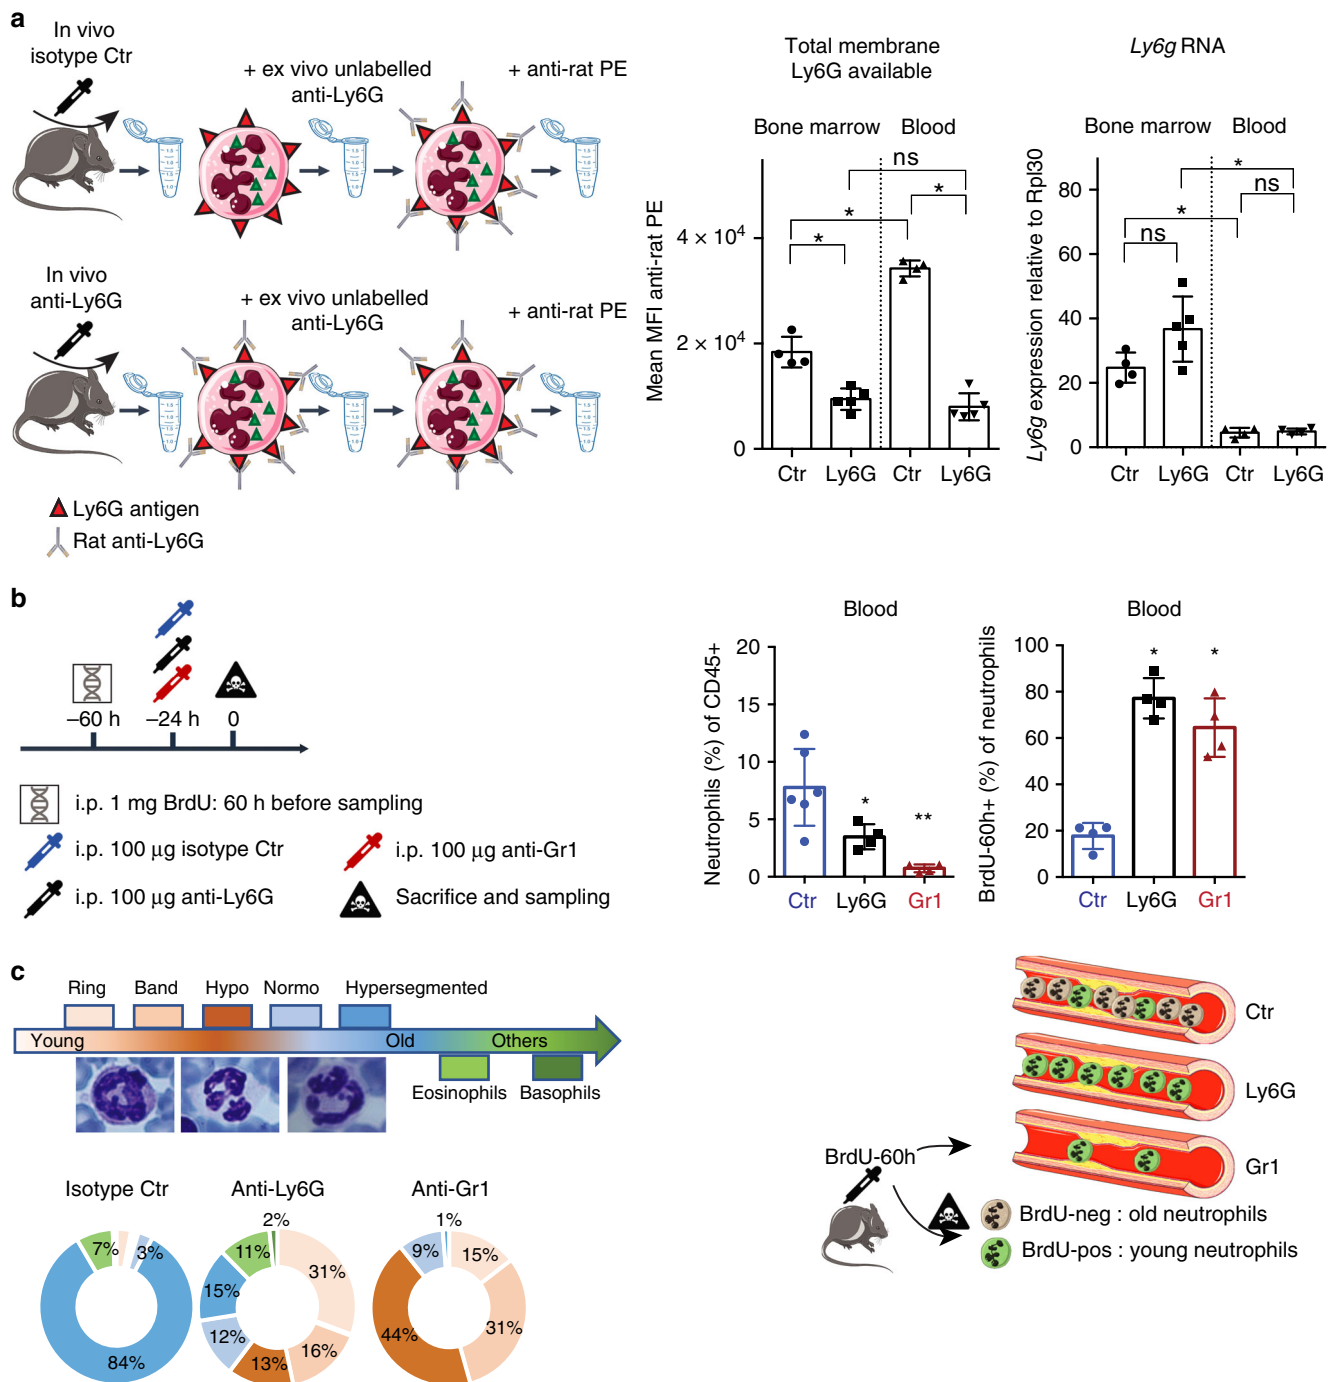 a
In vivo
isotype Ctr
+ ex vivo unlabelled
anti-Ly6G
+ anti-rat PE
In vivo
anti-Ly6G
+ ex vivo unlabelled
anti-Ly6G
+ anti-rat PE
Ly6G antigen
Rat anti-Ly6G
Total membrane
Ly6G available
Bone marrow Blood
Mean MFI anti-rat PE
4 × 10⁴
2 × 10⁴
0
ns
*
*
*
Ctr Ly6G Ctr Ly6G
Ly6g RNA
Bone marrow Blood
Ly6g expression relative to Rpl30
80
60
40
20
0
*
ns
*
ns
Ctr Ly6G Ctr Ly6G
b
–60 h –24 h 0
i.p. 1 mg BrdU: 60 h before sampling
i.p. 100 µg isotype Ctr
i.p. 100 µg anti-Gr1
i.p. 100 µg anti-Ly6G
Sacrifice and sampling
Blood
Neutrophils (%) of CD45+
20
15
10
5
0
*
**
Ctr Ly6G Gr1
Blood
BrdU-60h+ (%) of neutrophils
100
80
60
40
20
0
* *
Ctr Ly6G Gr1
c
Ring Band Hypo Normo Hypersegmented
Young Old Others
Eosinophils Basophils
Isotype Ctr
7%
3%
84%
Anti-Ly6G
2%
11%
31%
15%
12%
13%
16%
Anti-Gr1
1%
9%
15%
44%
31%
Ctr
Ly6G
Gr1
BrdU-60h
BrdU-neg : old neutrophils
BrdU-pos : young neutrophils